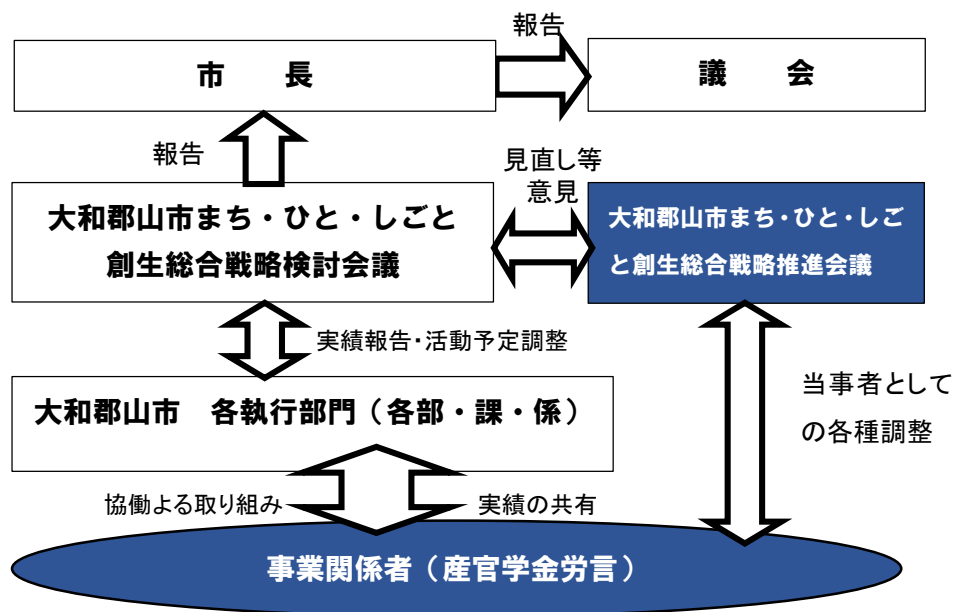 報告
市　長
議　会
報告
見直し等
意見
大和郡山市まち・ひと・しごと
創生総合戦略検討会議
大和郡山市まち・ひと・しご
と創生総合戦略推進会議
実績報告・活動予定調整
大和郡山市　各執行部門（各部・課・係）
当事者として
の各種調整
協働よる取り組み
実績の共有
事業関係者（産官学金労言）